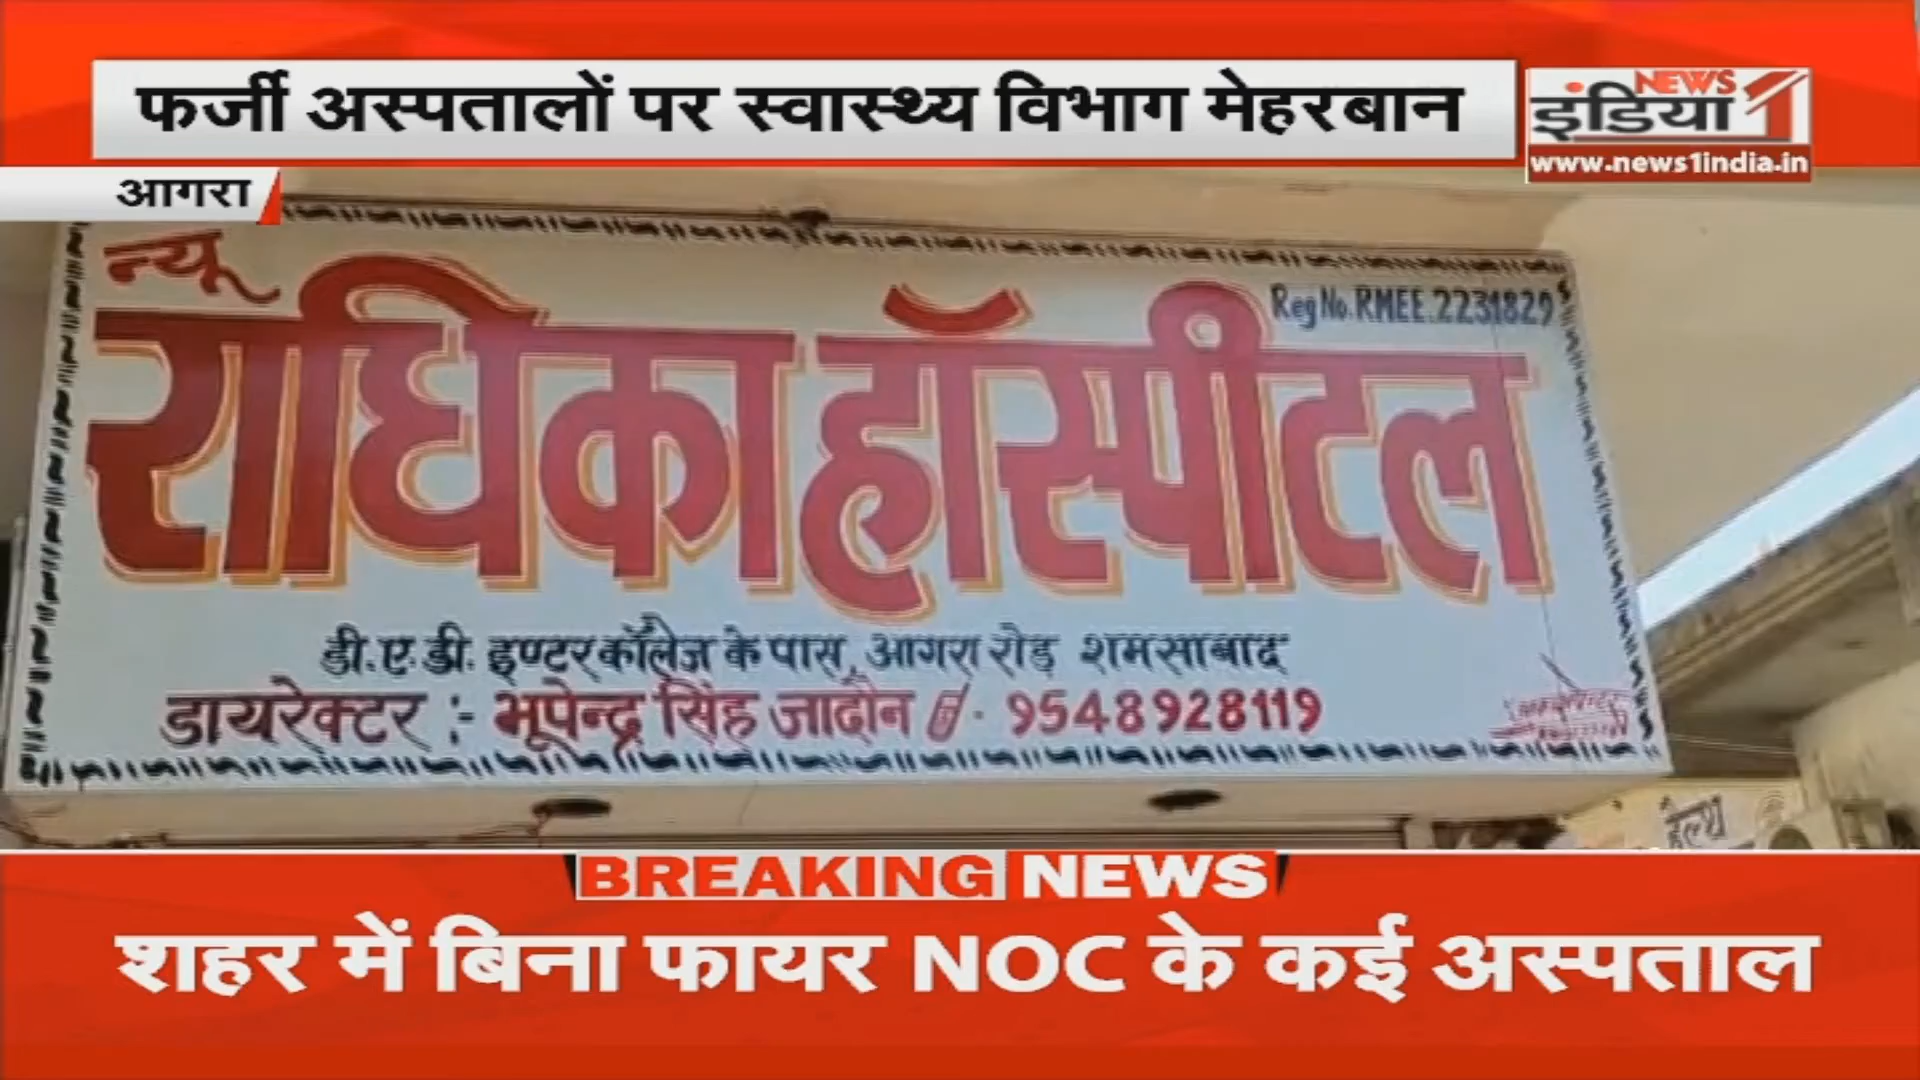 फर्जी अस्पतालों पर स्वास्थ्य विभाग मेहरबान
NEWS
इंडिया 1
www.news1india.in
आगरा
न्यू
Reg No. RMEE. 2231829
राधिका हॉस्पीटल
डी.ए.डी. इण्टर कॉलेज के पास, आगरा रोड़ शमसाबाद
डायरेक्टर :- भूपेन्द्र सिंह जादौन - 9548928119
हेल्थ
BREAKING NEWS
शहर में बिना फायर NOC के कई अस्पताल